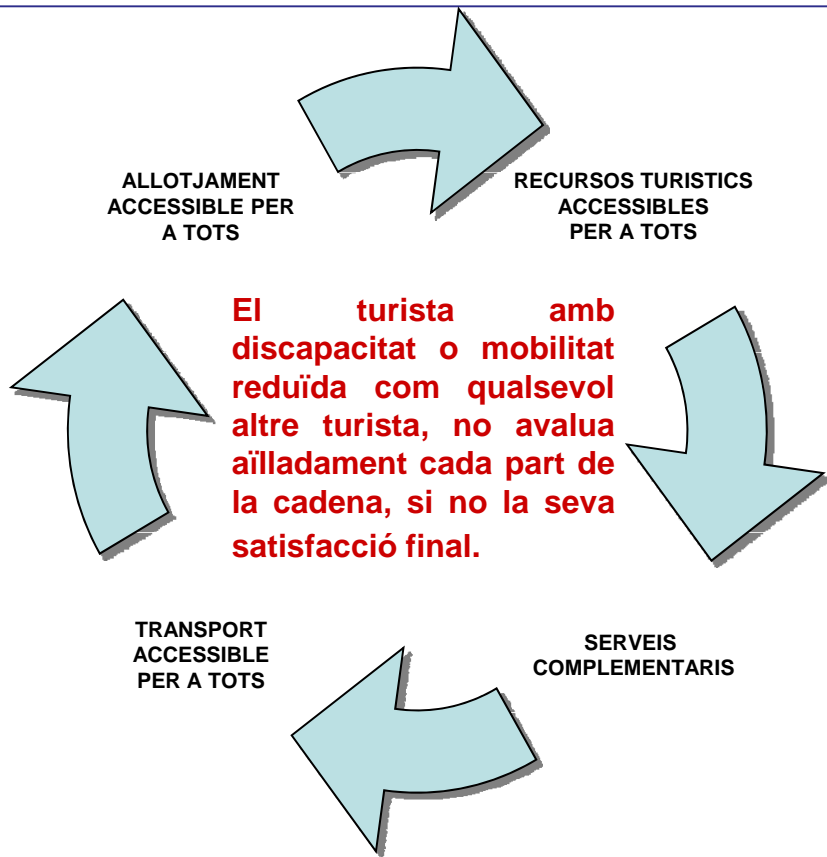 ALLOTJAMENT
ACCESSIBLE PER
A TOTS
RECURSOS TURISTICS
ACCESSIBLES
PER A TOTS
El turista amb
discapacitat o mobilitat
reduïda com qualsevol
altre turista, no avalua
aïlladament cada part de
la cadena, si no la seva
satisfacció final.
TRANSPORT
ACCESSIBLE
PER A TOTS
SERVEIS
COMPLEMENTARIS